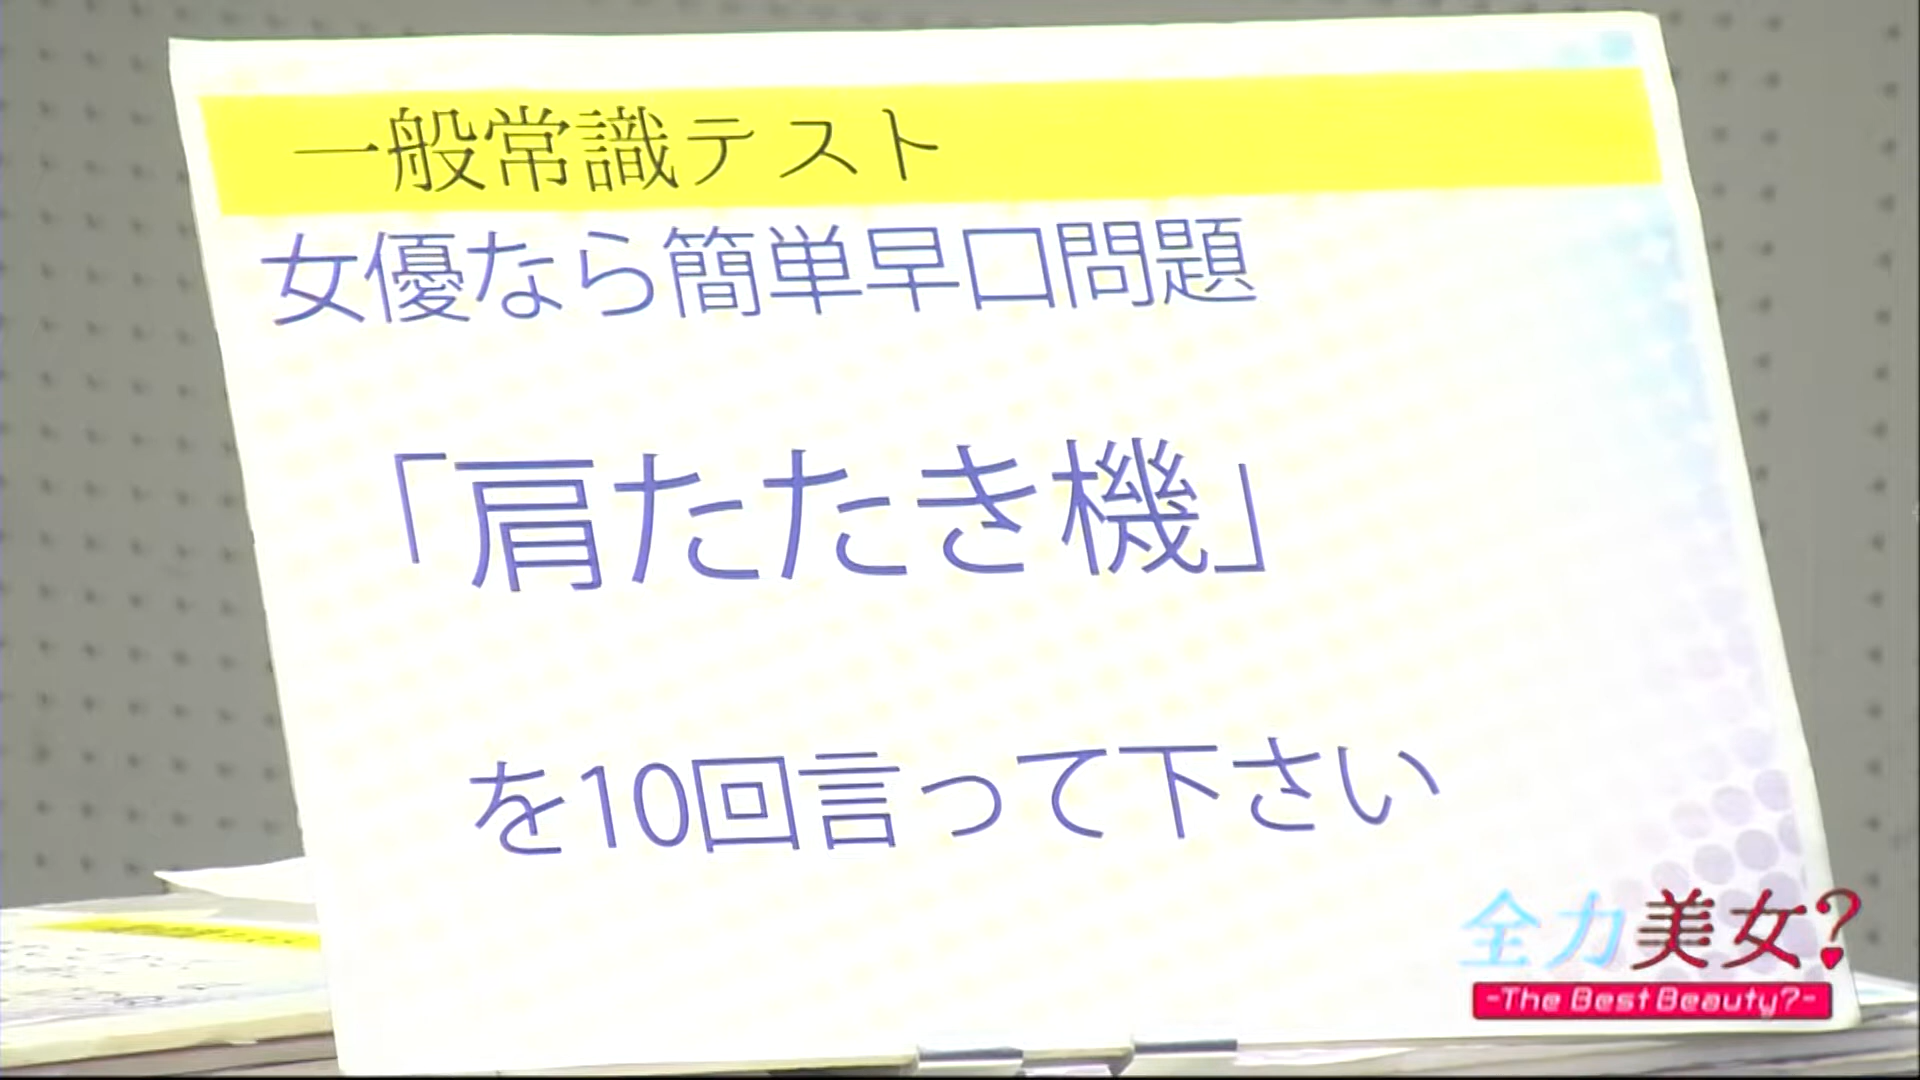 一般常識テスト
女優なら簡単早口問題
「肩たたき機」
を10回言って下さい
全力美女?
-The Best Beauty?-